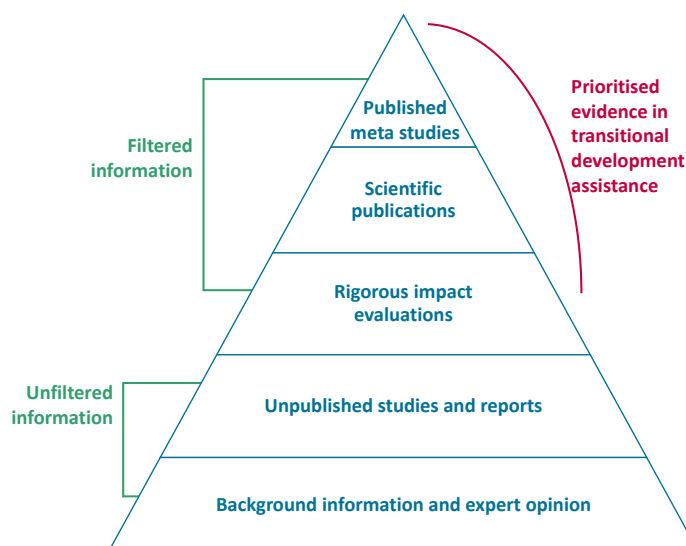 Published
meta studies
Prioritised
evidence in
transitional
development
assistance
Filtered
information
Scientific
publications
Rigorous impact
evaluations
Unfiltered
information
Unpublished studies and reports
Background information and expert opinion